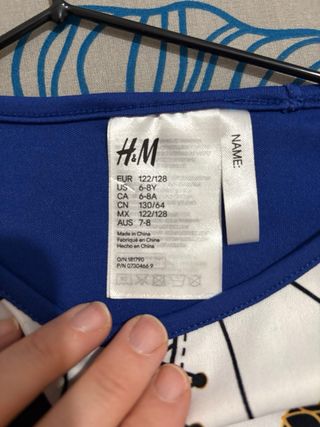 H&M
EUR 122/128
US 6-8Y
CA 6-8A
CN 130/64
MX 122/128
AUS 7-8
Made in China
Fabriqué en Chine
Hecho en China
O/N 181790
P/N 0730466 9
NAME: